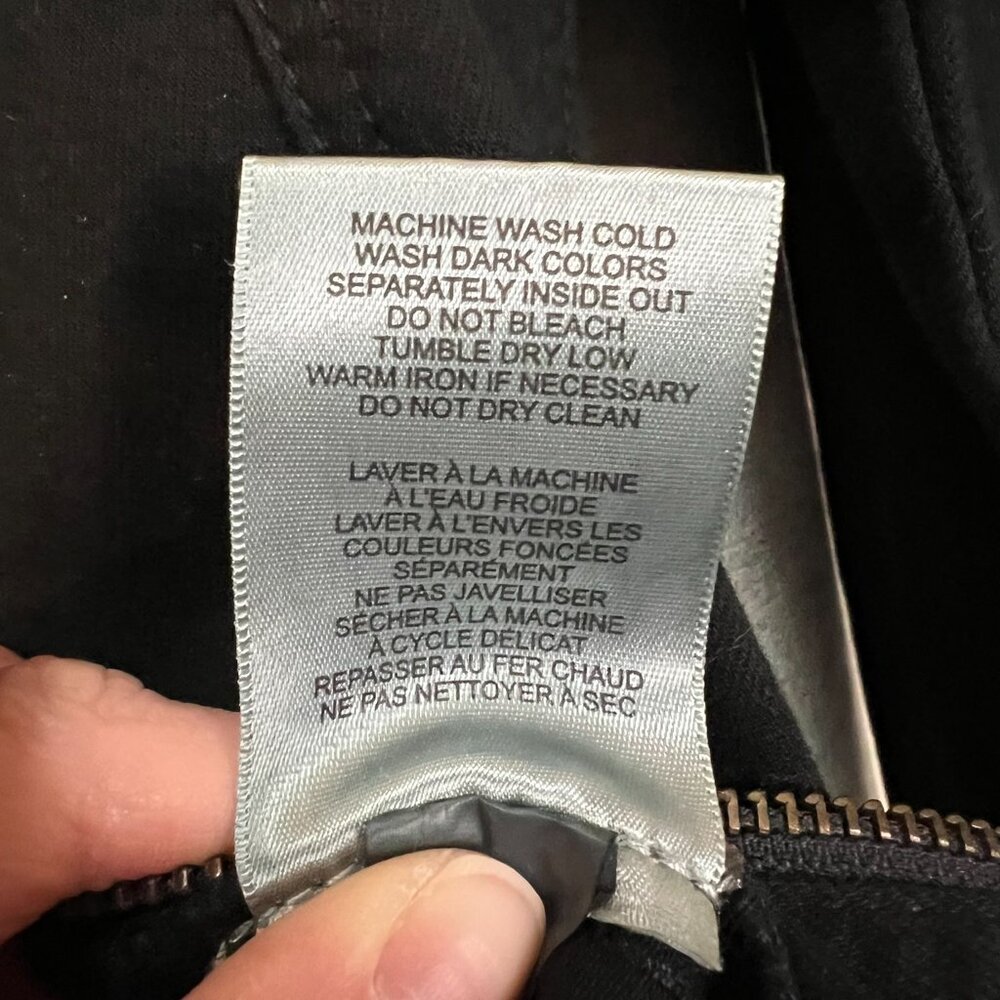 MACHINE WASH COLD
WASH DARK COLORS
SEPARATELY INSIDE OUT
DO NOT BLEACH
TUMBLE DRY LOW
WARM IRON IF NECESSARY
DO NOT DRY CLEAN
LAVER À LA MACHINE
À L'EAU FROIDE
LAVER À L'ENVERS LES
COULEURS FONCÉES
SÉPARÉMENT
NE PAS JAVELLISER
SÉCHER À LA MACHINE
À CYCLE DÉLICAT
REPASSER AU FER CHAUD
NE PAS NETTOYER À SEC